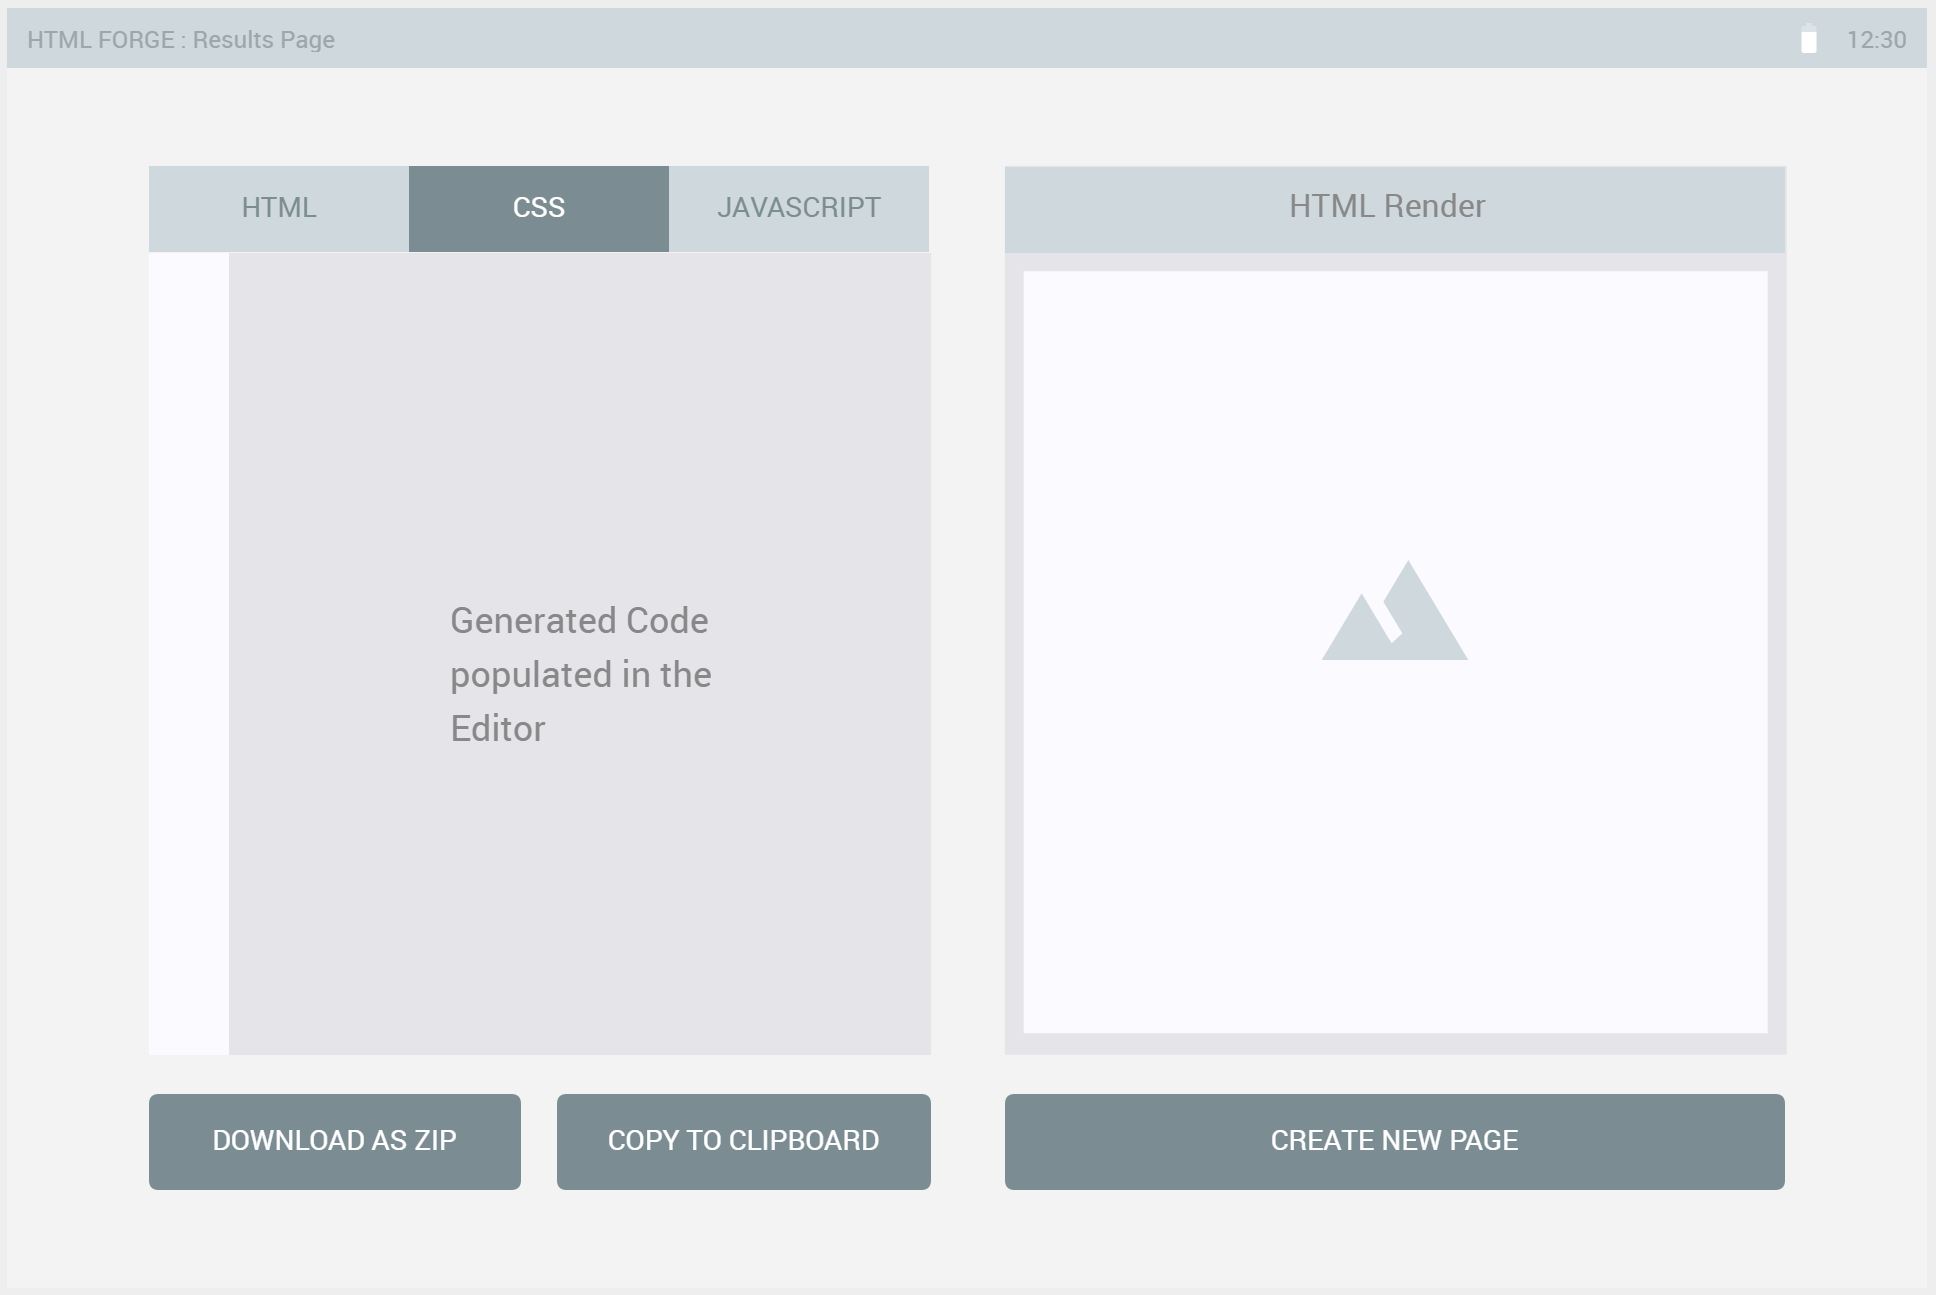 HTML FORGE : Results Page
12:30
HTML
CSS
JAVASCRIPT
HTML Render
Generated Code
populated in the
Editor
DOWNLOAD AS ZIP
COPY TO CLIPBOARD
CREATE NEW PAGE